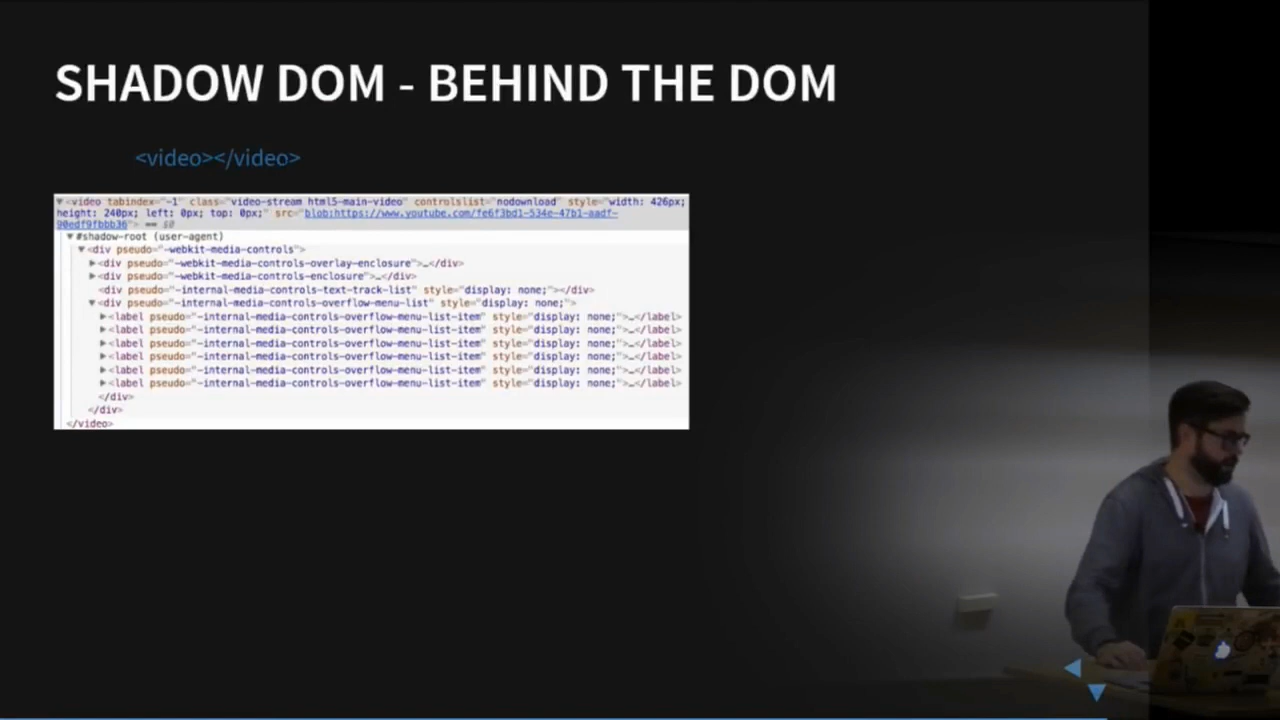 SHADOW DOM - BEHIND THE DOM
<video></video>
<video tabindex="-1" class="video-stream html5-main-video" controlslist="nodownload" style="width: 426px;
height: 240px; left: 0px; top: 0px;" src="blob:https://www.youtube.com/fe6f3bd1-534e-47b1-aadf-
90edf9fbbb36"> == $0
#shadow-root (user-agent)
<div pseudo="-webkit-media-controls">
<div pseudo="-webkit-media-controls-overlay-enclosure">…</div>
<div pseudo="-webkit-media-controls-enclosure">…</div>
<div pseudo="-internal-media-controls-text-track-list" style="display: none;"></div>
<div pseudo="-internal-media-controls-overflow-menu-list" style="display: none;">
<label pseudo="-internal-media-controls-overflow-menu-list-item" style="display: none;">…</label>
<label pseudo="-internal-media-controls-overflow-menu-list-item" style="display: none;">…</label>
<label pseudo="-internal-media-controls-overflow-menu-list-item" style="display: none;">…</label>
<label pseudo="-internal-media-controls-overflow-menu-list-item" style="display: none;">…</label>
<label pseudo="-internal-media-controls-overflow-menu-list-item" style="display: none;">…</label>
<label pseudo="-internal-media-controls-overflow-menu-list-item" style="display: none;">…</label>
</div>
</div>
</video>